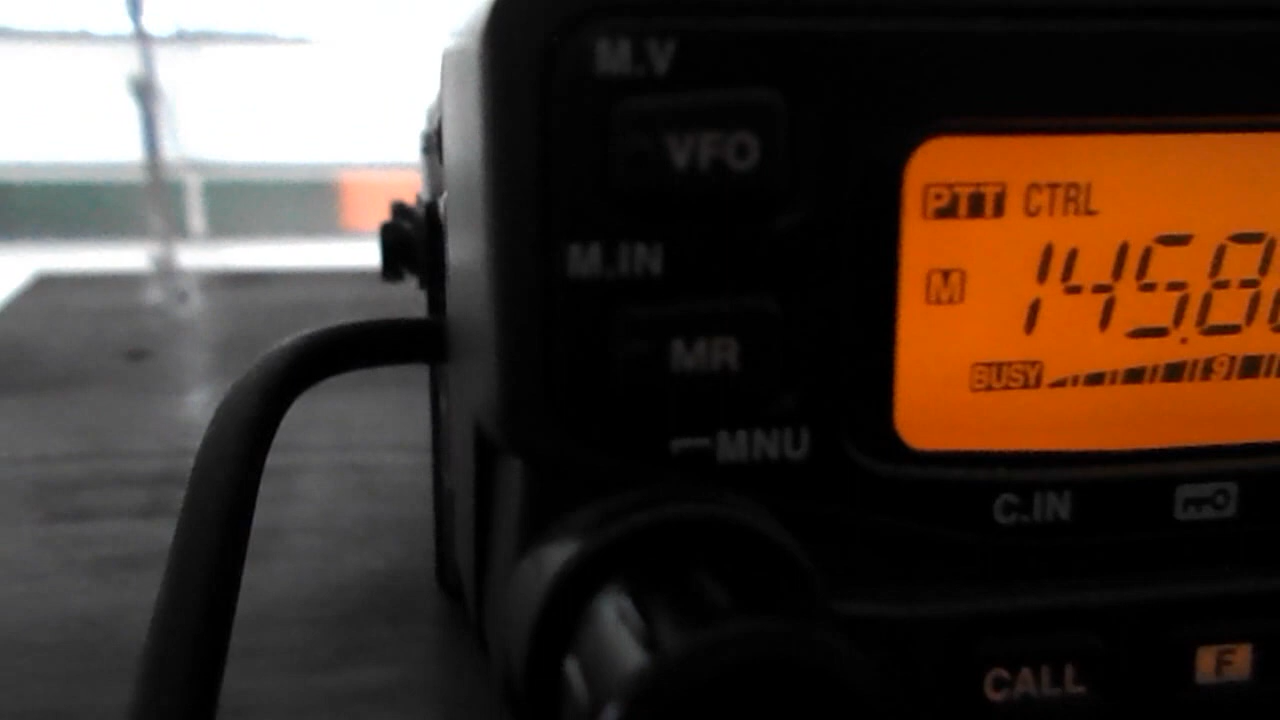 M.V
VFO
M.IN
MR
MNU
PTT CTRL
M 145.8
BUSY 9
C.IN
CALL F